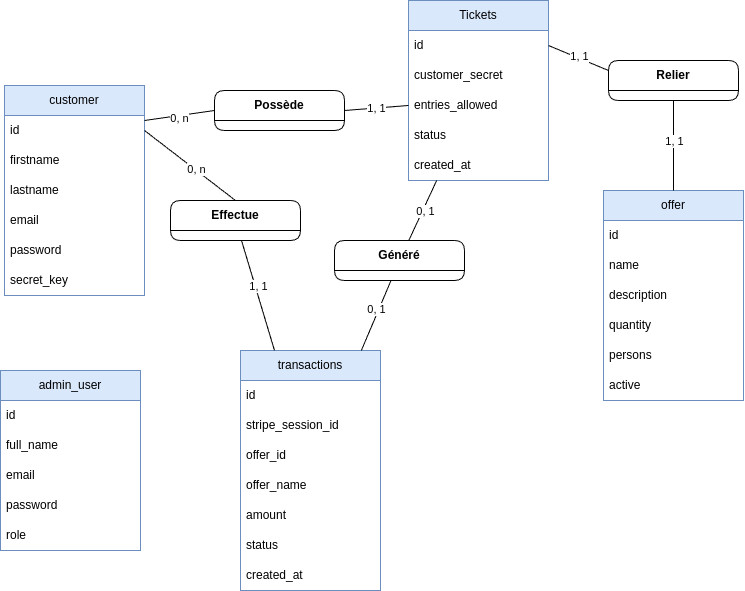 Tickets
id
customer_secret
entries_allowed
status
created_at
1, 1
Relier
customer
id
firstname
lastname
email
password
secret_key
0, n
Possède
1, 1
0, n
Effectue
1, 1
0, 1
Généré
0, 1
1, 1
offer
id
name
description
quantity
persons
active
transactions
id
stripe_session_id
offer_id
offer_name
amount
status
created_at
admin_user
id
full_name
email
password
role